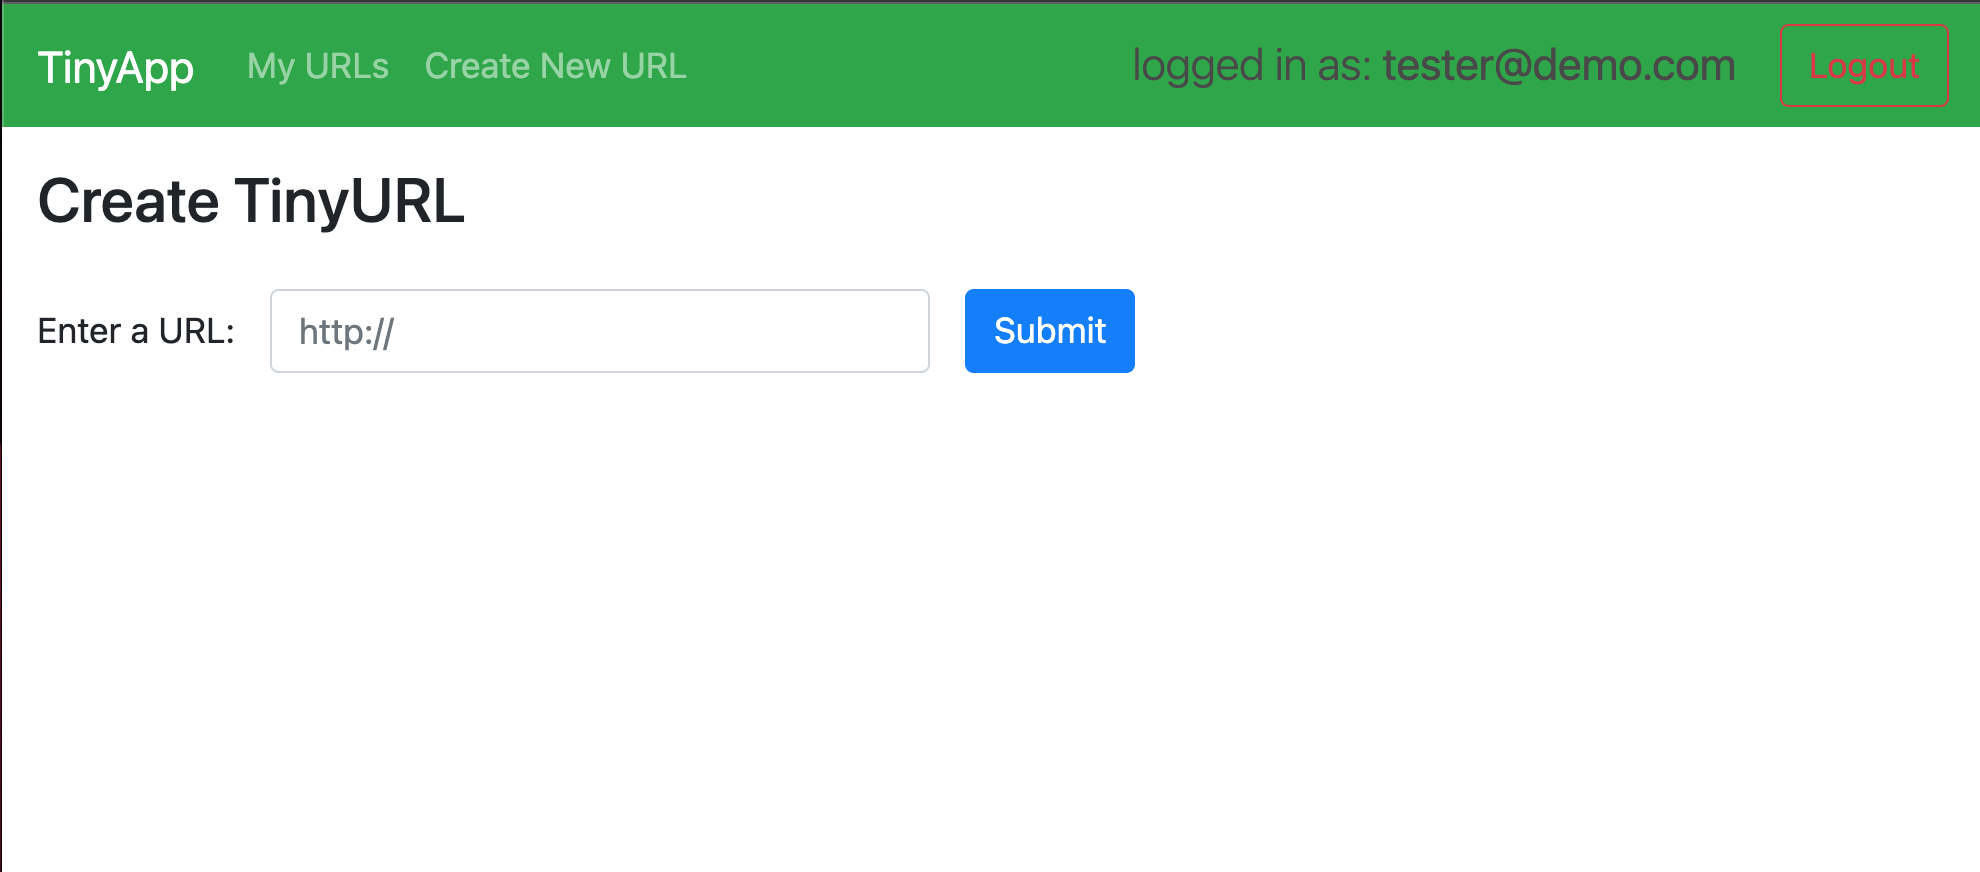 TinyApp My URLs Create New URL logged in as: tester@demo.com Logout
Create TinyURL
Enter a URL: http:// Submit